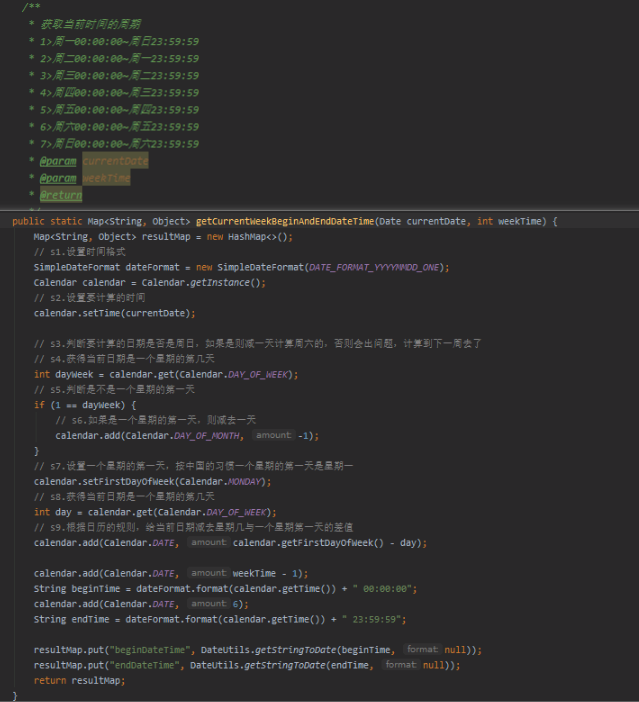 /**
* 获取当前时间的周期
* 1>周一00:00:00~周日23:59:59
* 2>周二00:00:00~周一23:59:59
* 3>周三00:00:00~周二23:59:59
* 4>周四00:00:00~周三23:59:59
* 5>周五00:00:00~周四23:59:59
* 6>周六00:00:00~周五23:59:59
* 7>周日00:00:00~周六23:59:59
* @param currentDate
* @param weekTime
* @return
public static Map<String, Object> getCurrentWeekBeginAndEndDateTime(Date currentDate, int weekTime) {
Map<String, Object> resultMap = new HashMap<>();
// s1.设置时间格式
SimpleDateFormat dateFormat = new SimpleDateFormat(DATE_FORMAT_YYYYMMDD_ONE);
Calendar calendar = Calendar.getInstance();
// s2.设置要计算的时间
calendar.setTime(currentDate);
// s3.判断要计算的日期是否是周日，如果是则减一天计算周六的，否则会出问题，计算到下一周去了
// s4.获得当前日期是一个星期的第几天
int dayWeek = calendar.get(Calendar.DAY_OF_WEEK);
// s5.判断是不是一个星期的第一天
if (1 == dayWeek) {
// s6.如果是一个星期的第一天，则减去一天
calendar.add(Calendar.DAY_OF_MONTH, amount: -1);
}
// s7.设置一个星期的第一天，按中国的习惯一个星期的第一天是星期一
calendar.setFirstDayOfWeek(Calendar.MONDAY);
// s8.获得当前日期是一个星期的第几天
int day = calendar.get(Calendar.DAY_OF_WEEK);
// s9.根据日历的规则，给当前日期减去星期几与一个星期第一天的差值
calendar.add(Calendar.DATE, amount: calendar.getFirstDayOfWeek() - day);
calendar.add(Calendar.DATE, amount: weekTime - 1);
String beginTime = dateFormat.format(calendar.getTime()) + " 00:00:00";
calendar.add(Calendar.DATE, amount: 6);
String endTime = dateFormat.format(calendar.getTime()) + " 23:59:59";
resultMap.put("beginDateTime", DateUtils.getStringToDate(beginTime, format: null));
resultMap.put("endDateTime", DateUtils.getStringToDate(endTime, format: null));
return resultMap;
}